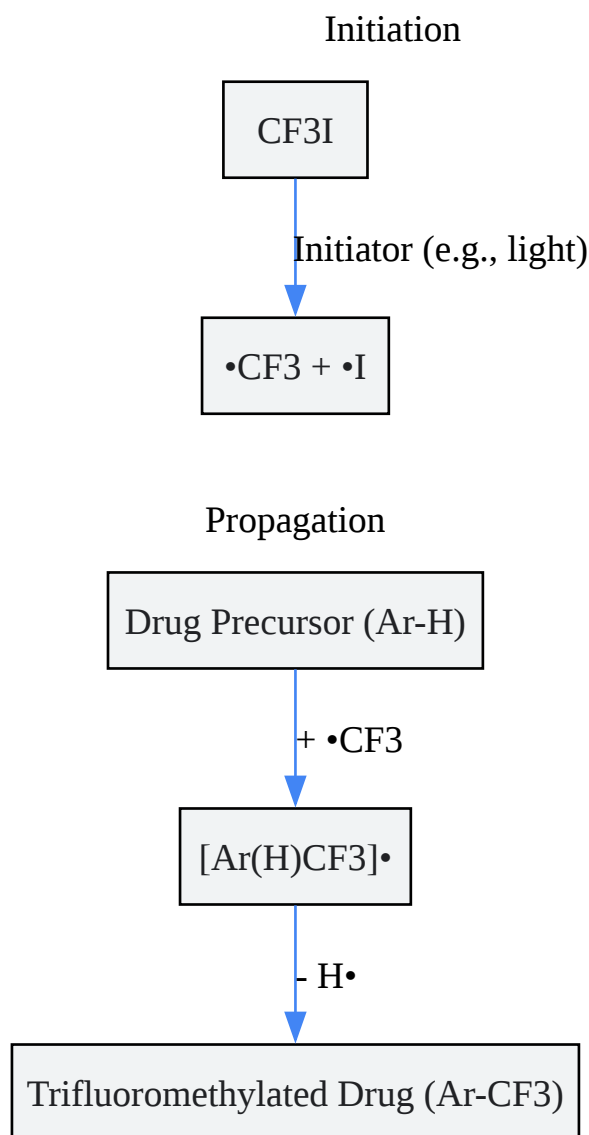 Initiation
CF3I
Initiator (e.g., light)
•CF3 + •I
Propagation
Drug Precursor (Ar-H)
+ •CF3
[Ar(H)CF3]•
- H•
Trifluoromethylated Drug (Ar-CF3)